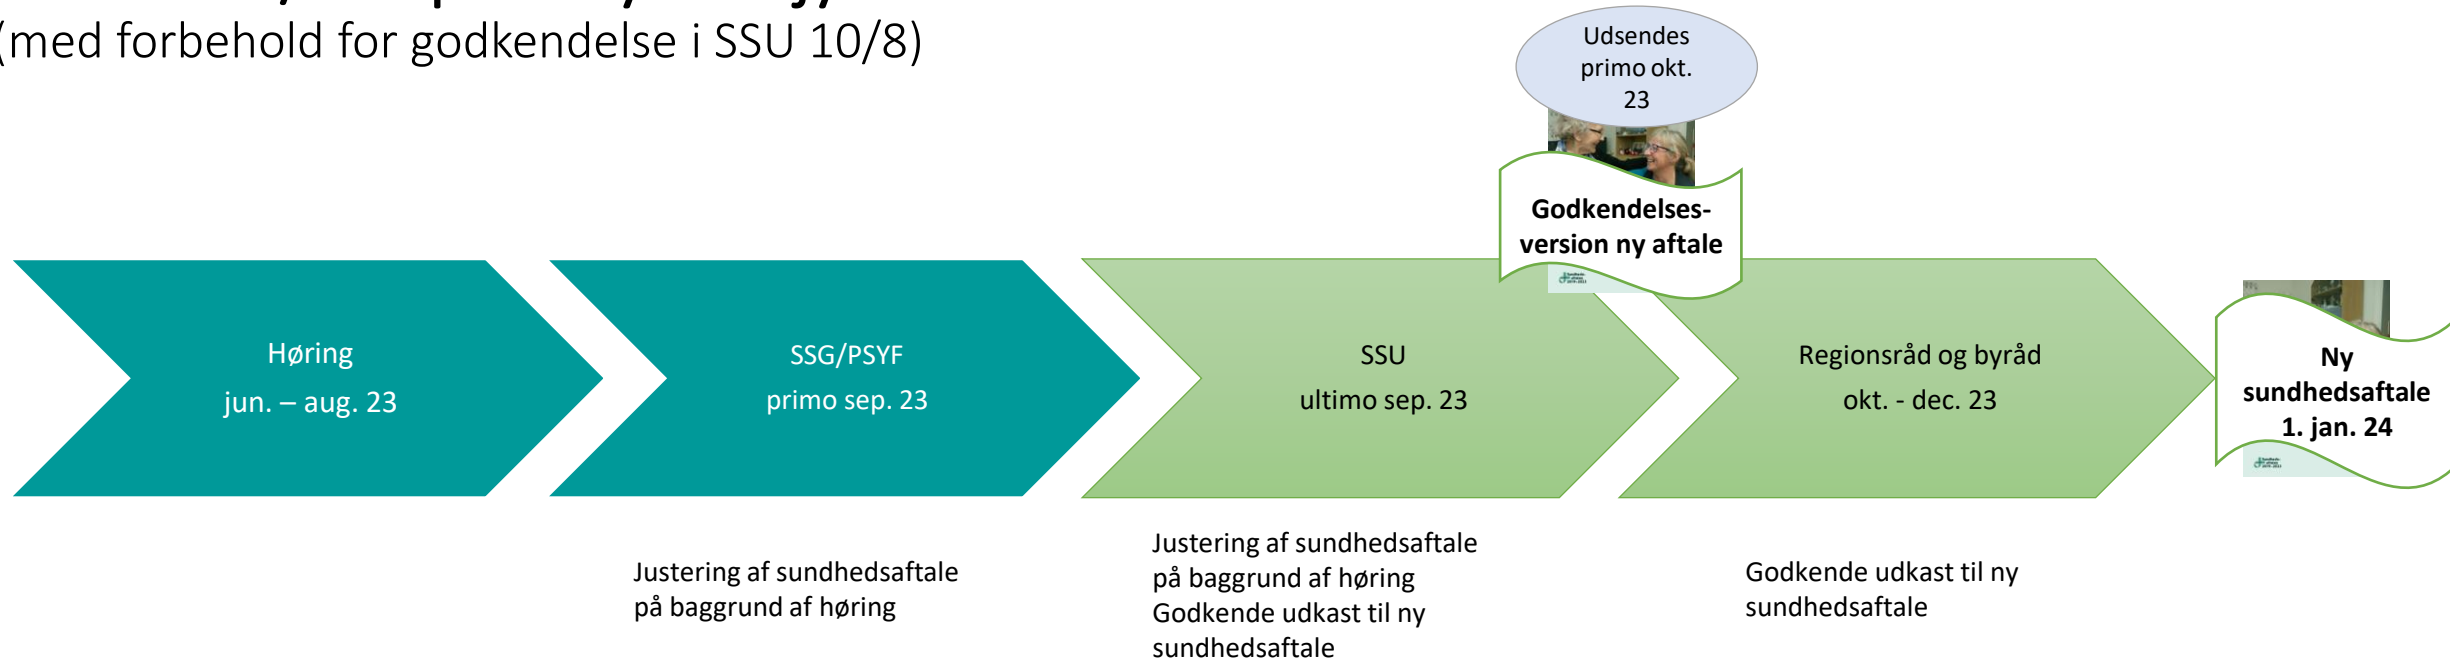 (med forbehold for godkendelse i SSU 10/8)
Udsendes
primo okt.
23
Godkendelses-
version ny aftale
Høring
jun. – aug. 23
SSG/PSYF
primo sep. 23
SSU
ultimo sep. 23
Regionsråd og byråd
okt. - dec. 23
Ny
sundhedsaftale
1. jan. 24
Justering af sundhedsaftale
på baggrund af høring
Justering af sundhedsaftale
på baggrund af høring
Godkende udkast til ny
sundhedsaftale
Godkende udkast til ny
sundhedsaftale